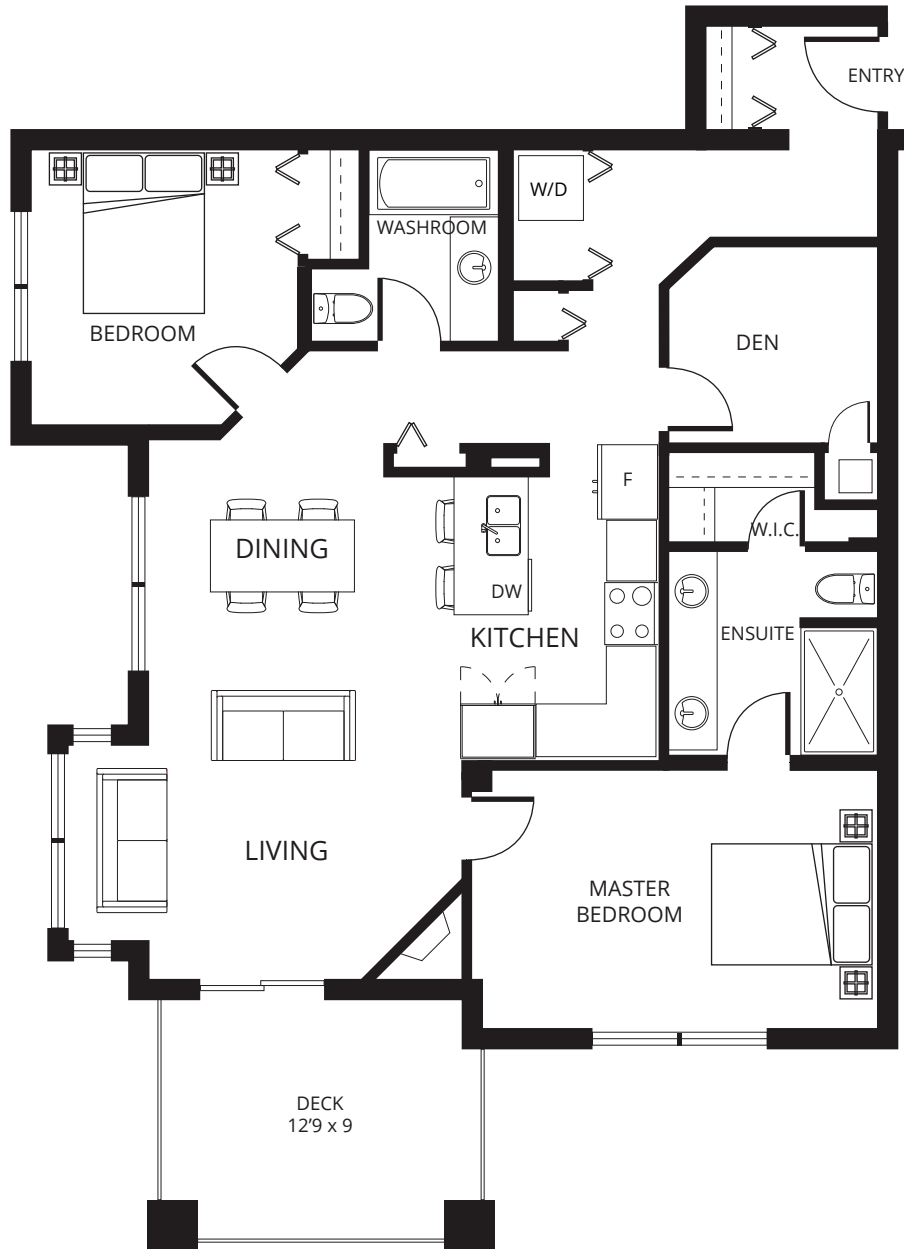 ENTRY
W/D
WASHROOM
BEDROOM
DEN
F
W.I.C.
DINING
DW
KITCHEN
ENSUITE
LIVING
MASTER
BEDROOM
DECK
12'9 x 9